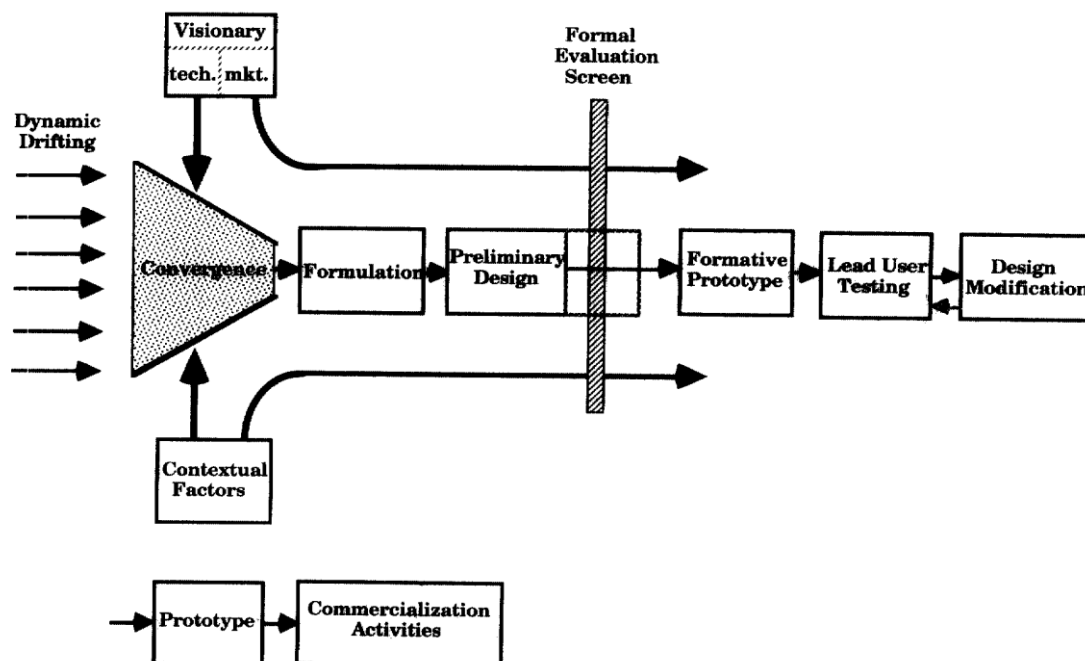 Visionary
tech. mkt.
Formal
Evaluation
Screen
Dynamic
Drifting
Convergence
Formulation
Preliminary
Design
Formative
Prototype
Lead User
Testing
Design
Modification
Contextual
Factors
Prototype
Commercialization
Activities